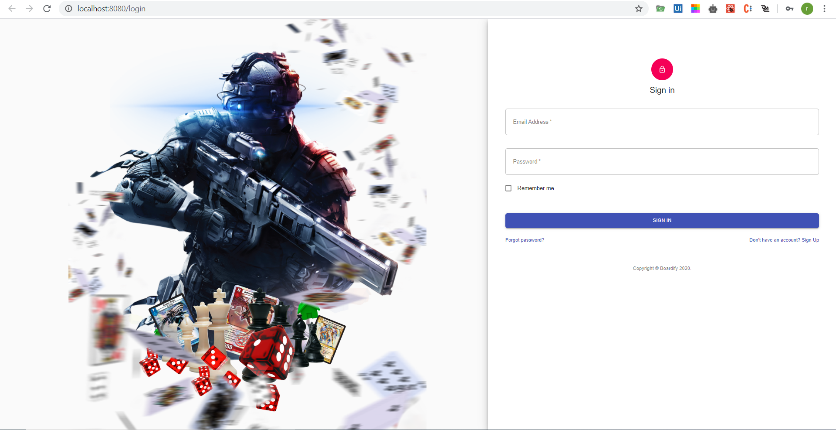 localhost:8080/login
Sign in
Email Address *
Password *
Remember me
SIGN IN
Forgot password?
Don't have an account? Sign Up
Copyright © Boardify 2020.